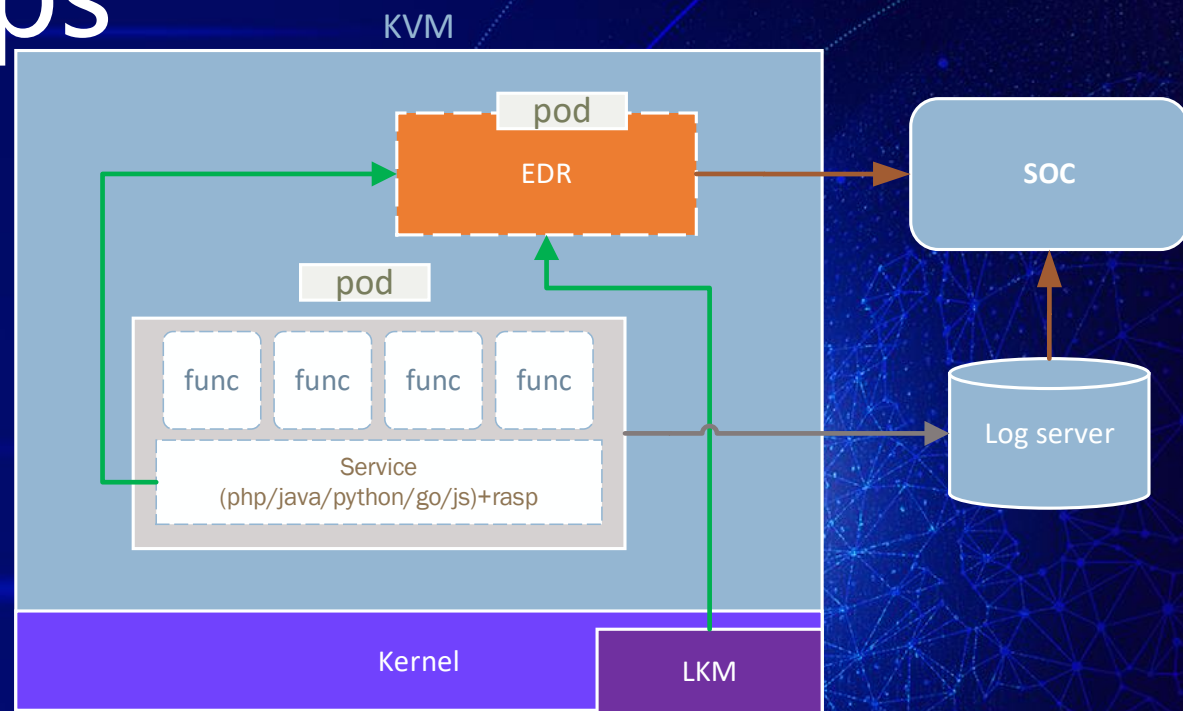 KVM
pod
EDR
SOC
pod
func func func func
Log server
Service
(php/java/python/go/js)+rasp
Kernel
LKM